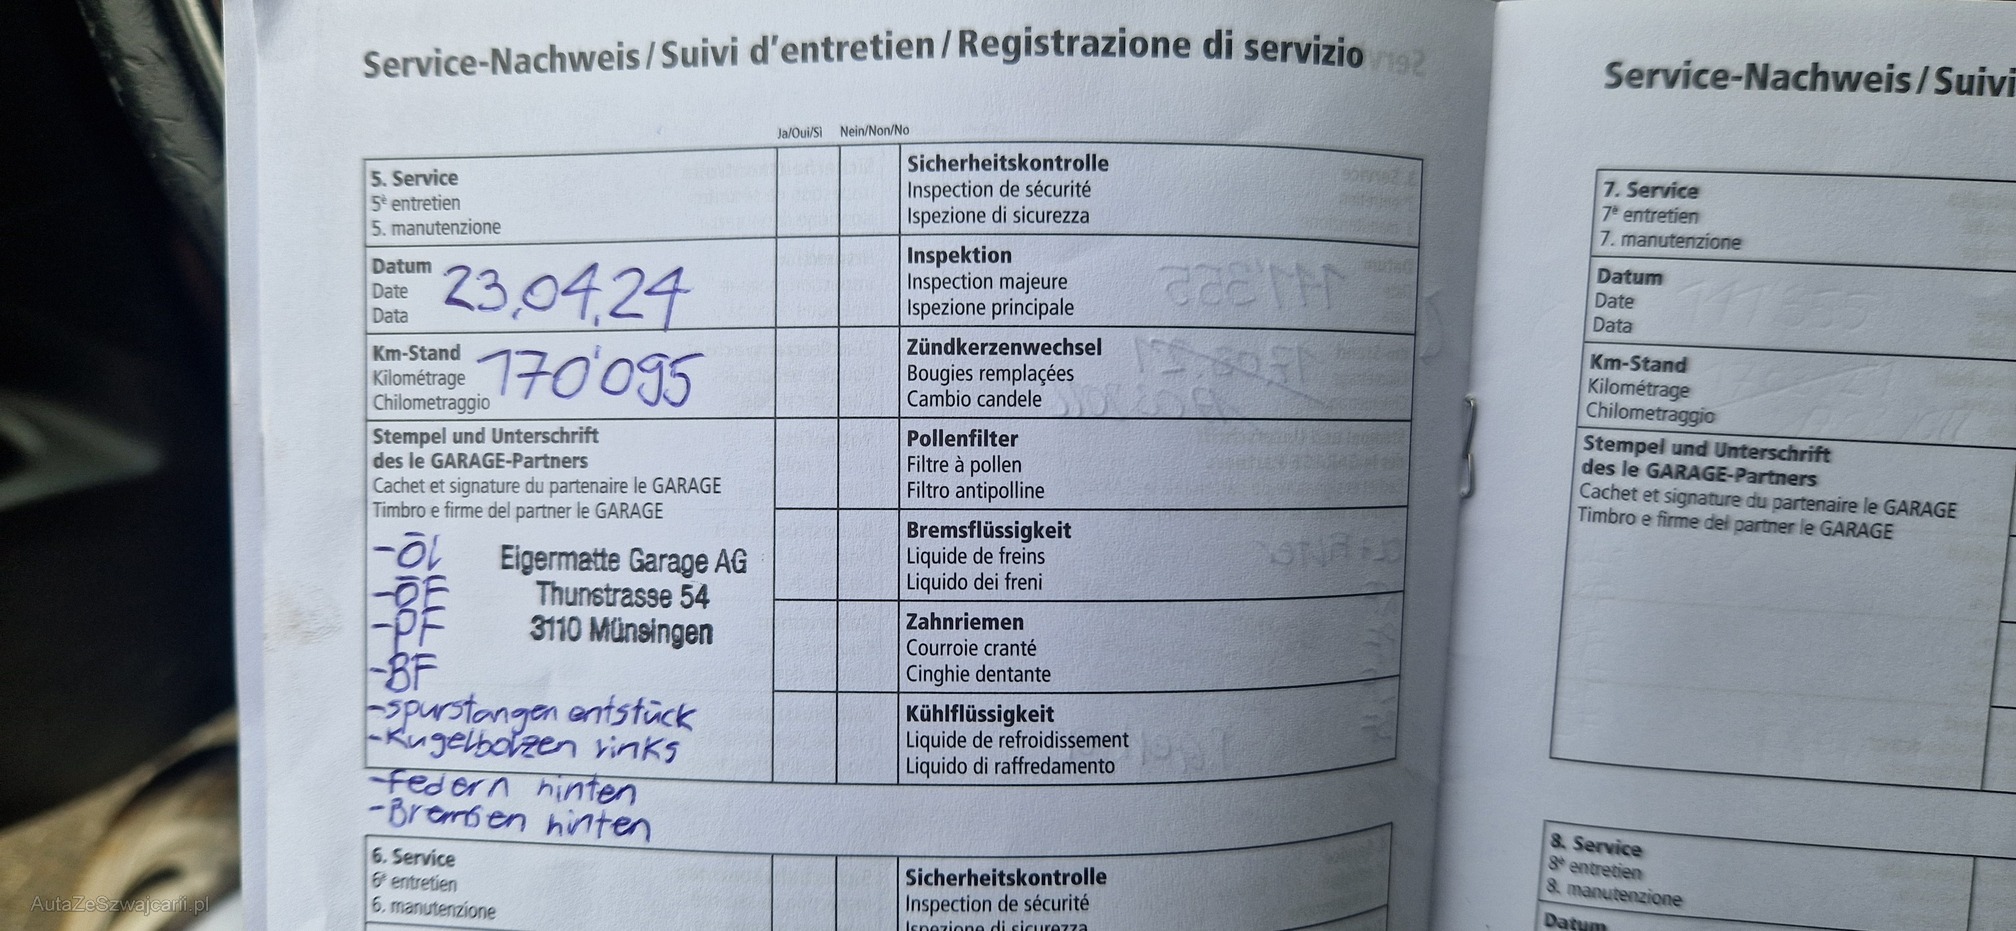 Service-Nachweis / Suivi d'entretien / Registrazione di servizio
Ja/Oui/Sì Nein/Non/No
5. Service
5e entretien
5. manutenzione
Datum
Date
Data
23.04.24
Km-Stand
Kilométrage
Chilometraggio
170'095
Stempel und Unterschrift
des le GARAGE-Partners
Cachet et signature du partenaire le GARAGE
Timbro e firme del partner le GARAGE
-ÖL
-ÖF
-PF
-BF
Eigermatte Garage AG
Thunstrasse 54
3110 Münsingen
-spurstangen entstück
-Kugelbolzen rinks
-Federn hinten
-Bremsen hinten
Sicherheitskontrolle
Inspection de sécurité
Ispezione di sicurezza
Inspektion
Inspection majeure
Ispezione principale
Zündkerzenwechsel
Bougies remplaçées
Cambio candele
Pollenfilter
Filtre à pollen
Filtro antipolline
Bremsflüssigkeit
Liquide de freins
Liquido dei freni
Zahnriemen
Courroie cranté
Cinghie dentante
Kühlflüssigkeit
Liquide de refroidissement
Liquido di raffredamento
6. Service
6e entretien
6. manutenzione
Sicherheitskontrolle
Inspection de sécurité
Ispezione di sicurezza
Service-Nachweis / Suivi
7. Service
7e entretien
7. manutenzione
Datum
Date
Data
Km-Stand
Kilométrage
Chilometraggio
Stempel und Unterschrift
des le GARAGE-Partners
Cachet et signature du partenaire le GARAGE
Timbro e firme del partner le GARAGE
8. Service
8e entretien
8. manutenzione
Datum
AutaZeSzwajcarii.pl